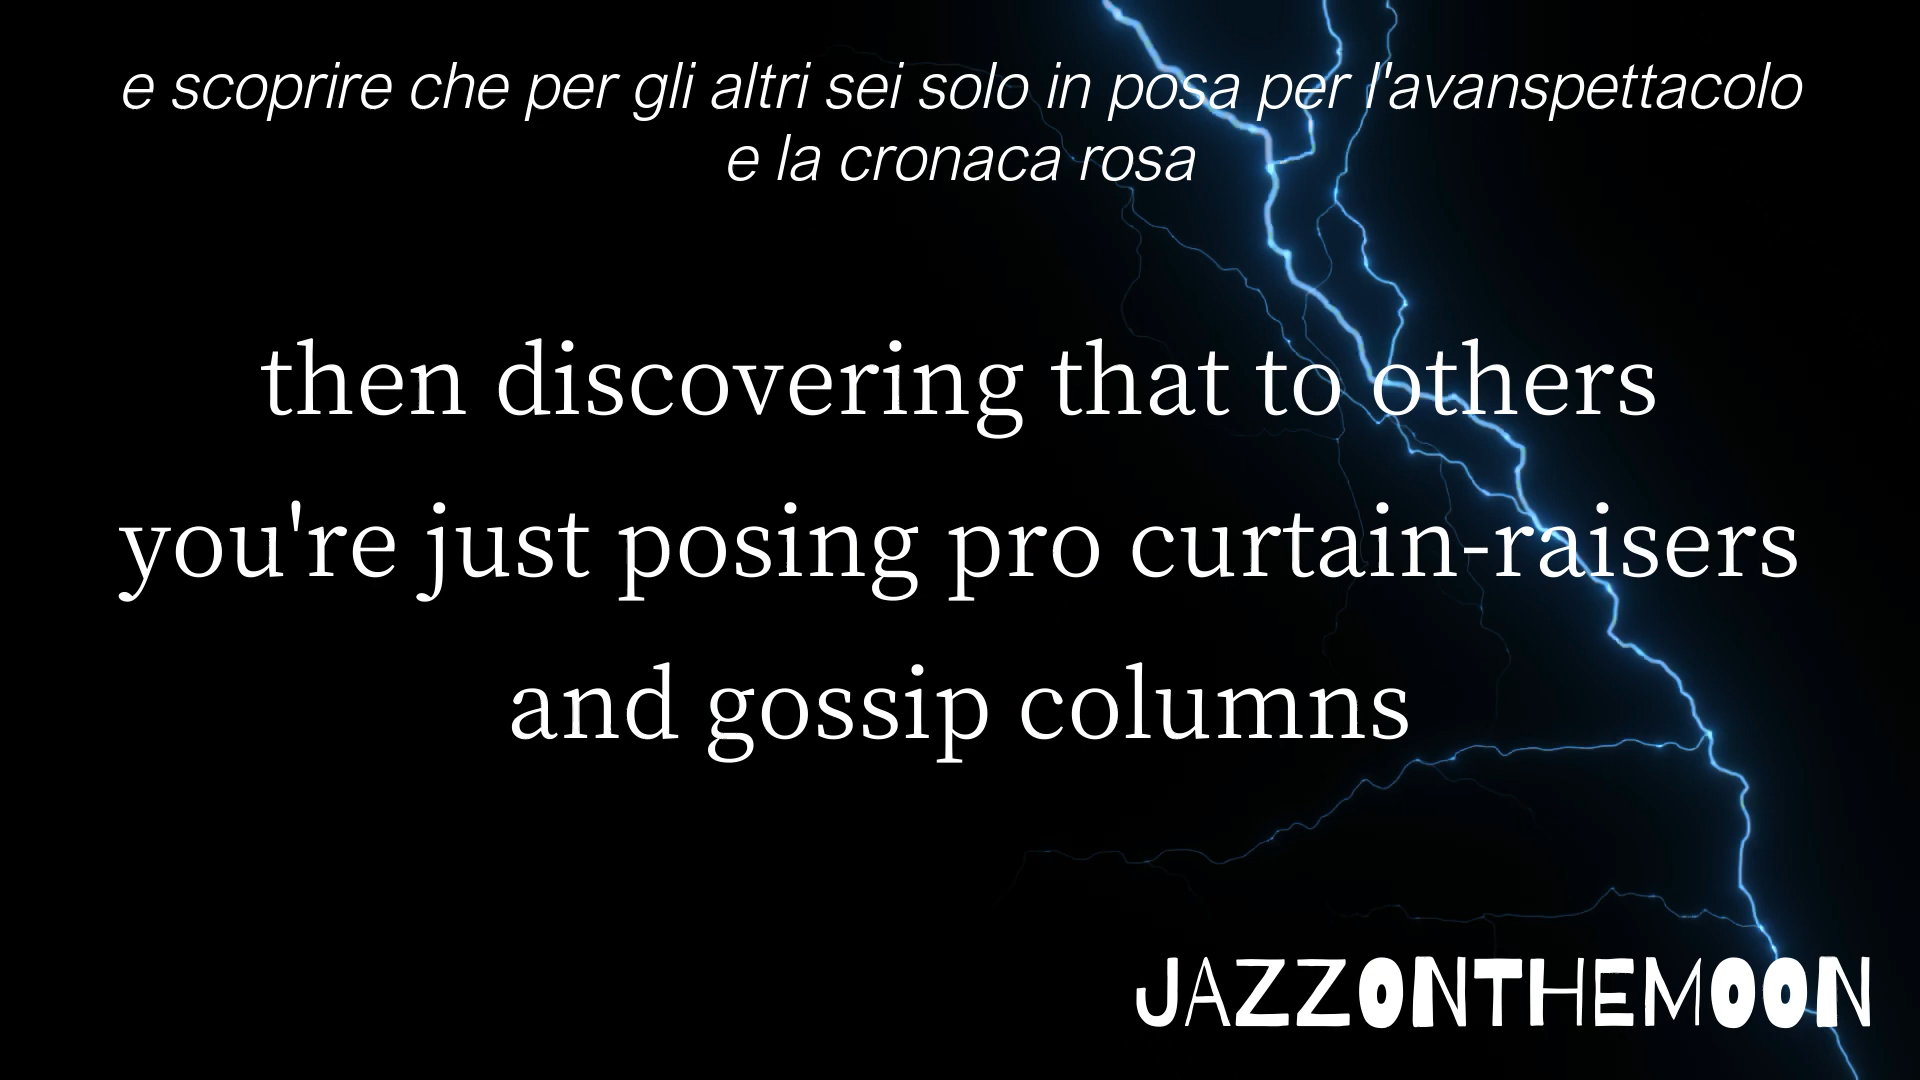 e scoprire che per gli altri sei solo in posa per l'avanspettacolo
e la cronaca rosa
then discovering that to others
you're just posing pro curtain-raisers
and gossip columns
JAZZONTHEMOON